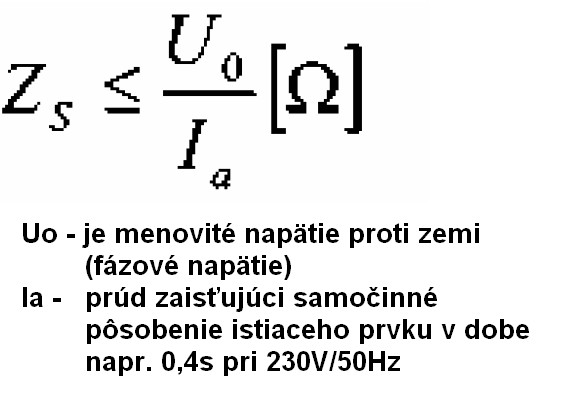 Z_S ≤ U_0 / I_a [Ω]
Uo - je menovité napätie proti zemi
(fázové napätie)
Ia - prúd zaisťujúci samočinné
pôsobenie istiaceho prvku v dobe
napr. 0,4s pri 230V/50Hz